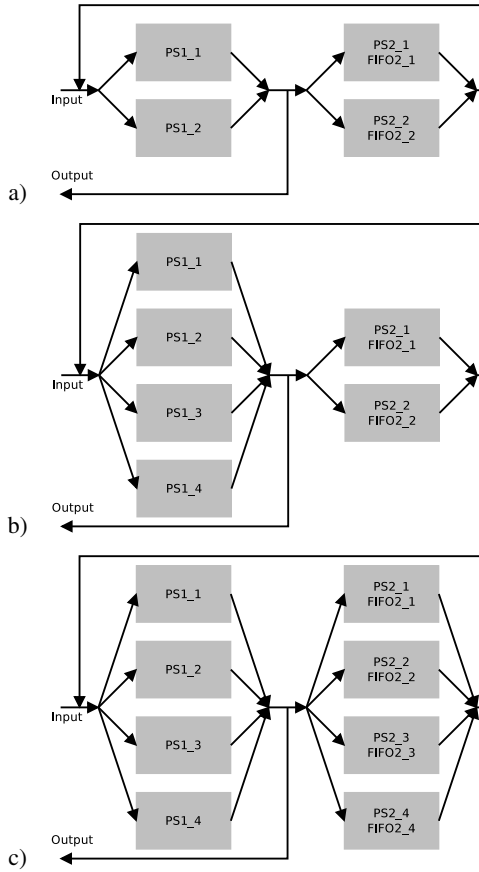 PS1_1
PS2_1
FIFO2_1
Input
PS1_2
PS2_2
FIFO2_2
Output
a)
PS1_1
PS1_2
PS2_1
FIFO2_1
Input
PS1_3
PS2_2
FIFO2_2
PS1_4
Output
b)
PS1_1
PS2_1
FIFO2_1
PS1_2
PS2_2
FIFO2_2
Input
PS1_3
PS2_3
FIFO2_3
PS1_4
PS2_4
FIFO2_4
Output
c)